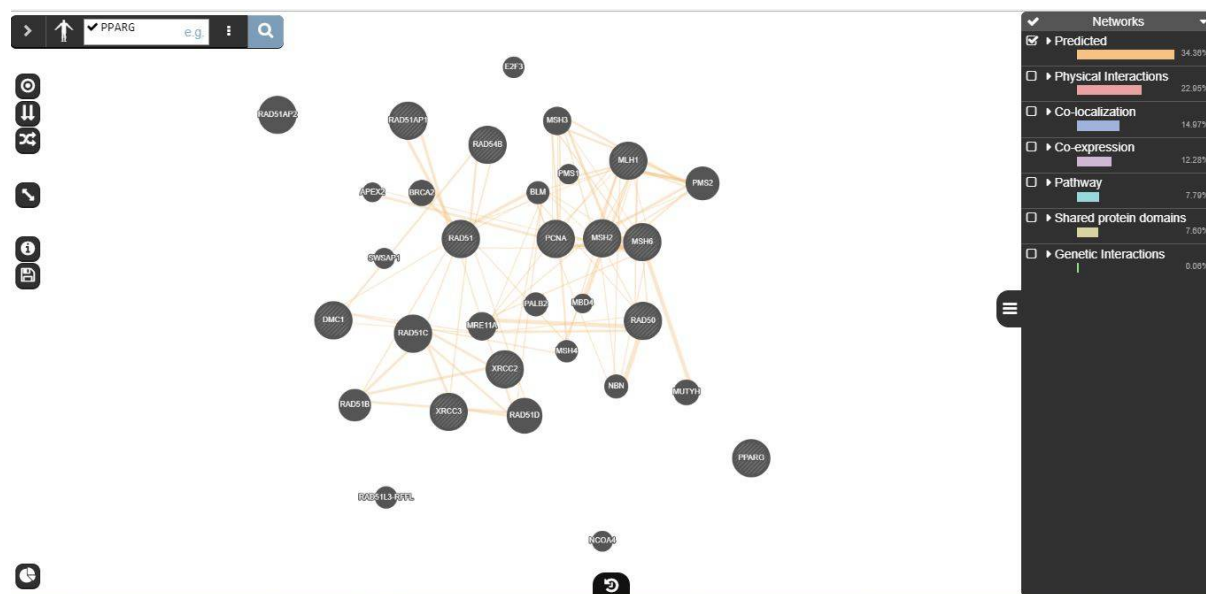 PPARG
e.g.
Networks
Predicted
34.36%
Physical Interactions
22.95%
Co-localization
14.97%
Co-expression
12.28%
Pathway
7.79%
Shared protein domains
7.60%
Genetic Interactions
0.06%
E2F3
RAD51AP2
RAD51AP1
MSH3
RAD54B
MLH1
PMS1
PMS2
APEX2
BRCA2
BLM
RAD51
PCNA
MSH2
MSH6
SWSAP1
PALB2
MBD4
DMC1
RAD51C
MRE11A
RAD50
MSH4
XRCC2
NBN
MUTYH
RAD51B
XRCC3
RAD51D
PPARG
RAD51L3-RFFL
NCOA4